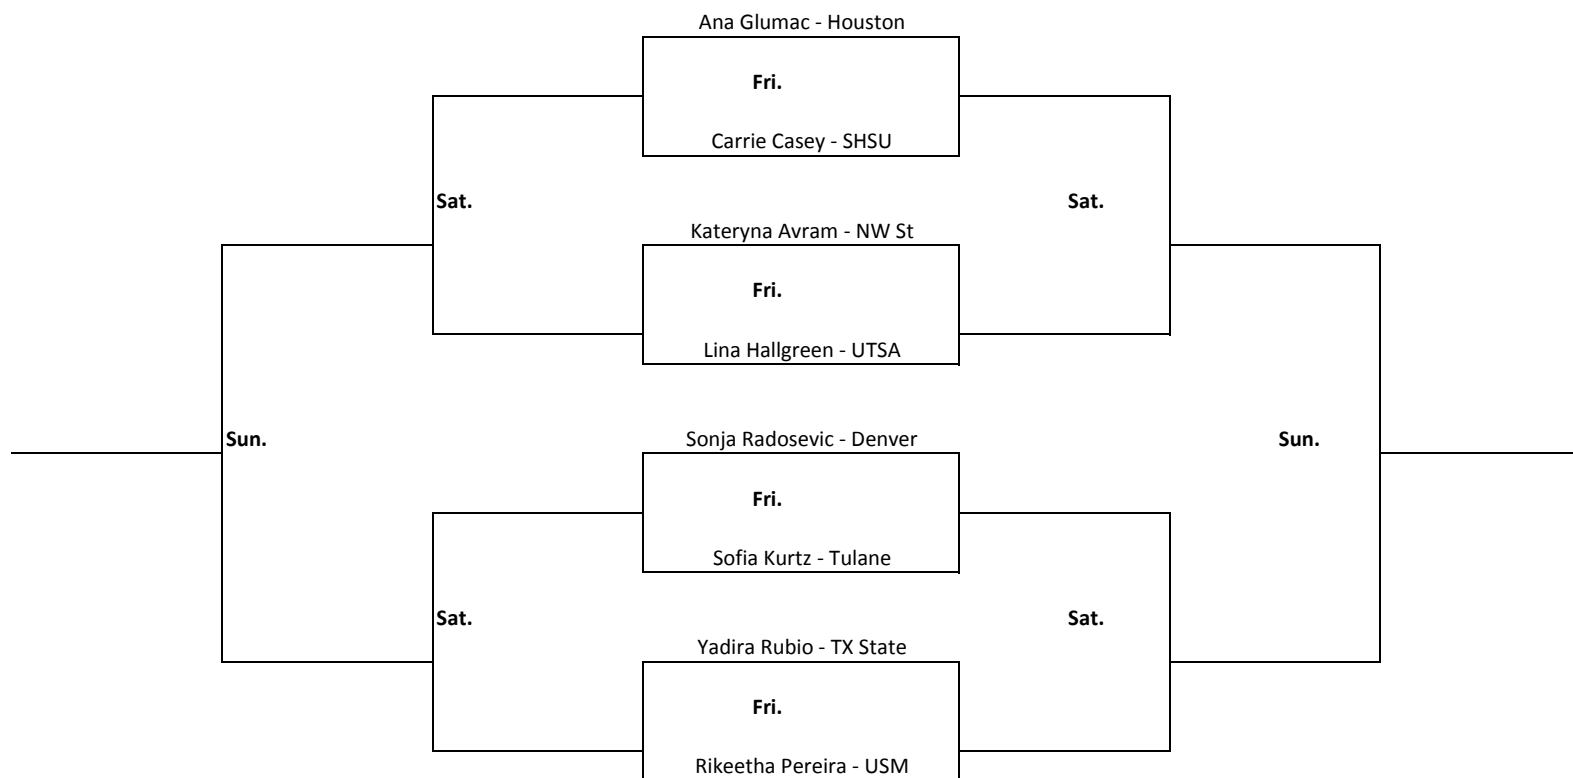 Ana Glumac - Houston
Fri.
Carrie Casey - SHSU
Sat.
Sat.
Kateryna Avram - NW St
Fri.
Lina Hallgreen - UTSA
Sun.
Sonja Radosevic - Denver
Sun.
Fri.
Sofia Kurtz - Tulane
Sat.
Sat.
Yadira Rubio - TX State
Fri.
Rikeetha Pereira - USM